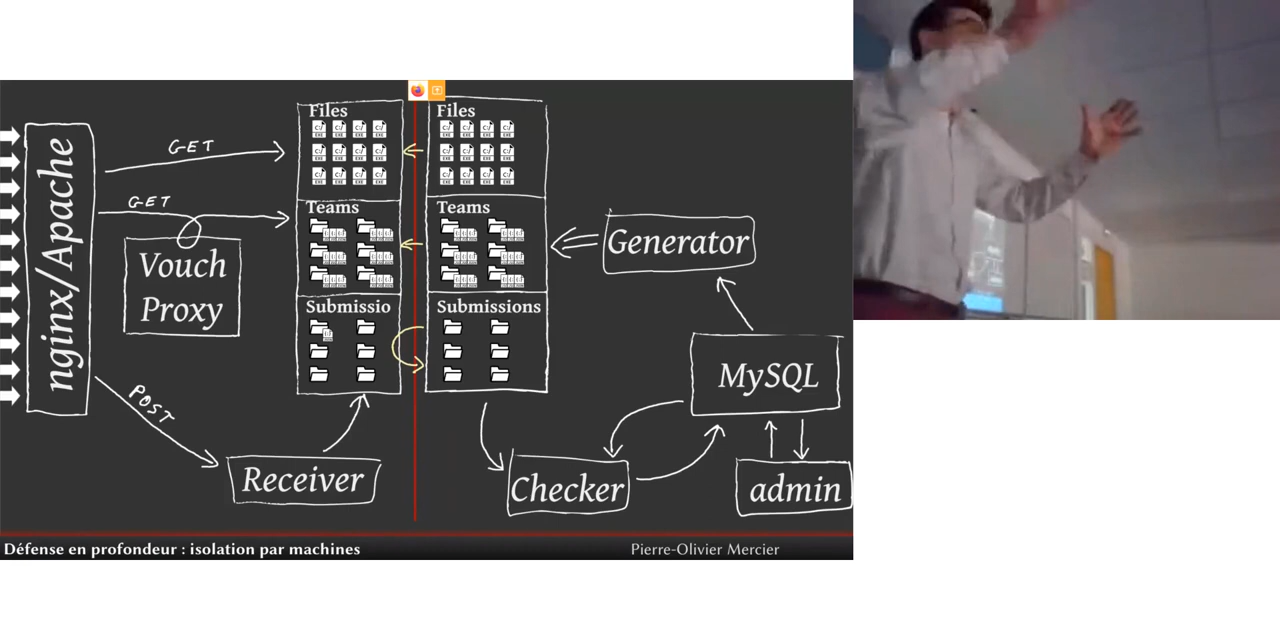 nginx/Apache
GET
GET
Vouch
Proxy
POST
Receiver
Files
Teams
Submissio
Files
Teams
Submissions
Generator
MySQL
Checker
admin
Défense en profondeur : isolation par machines
Pierre-Olivier Mercier